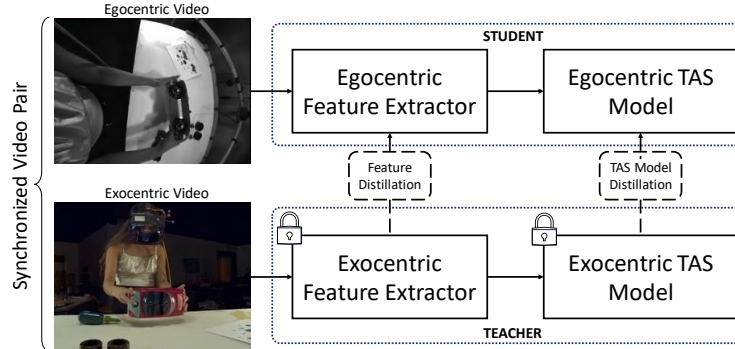 Synchronized Video Pair
Egocentric Video
STUDENT
Egocentric
Feature Extractor
Egocentric TAS
Model
Feature
Distillation
TAS Model
Distillation
Exocentric Video
Exocentric
Feature Extractor
Exocentric TAS
Model
TEACHER